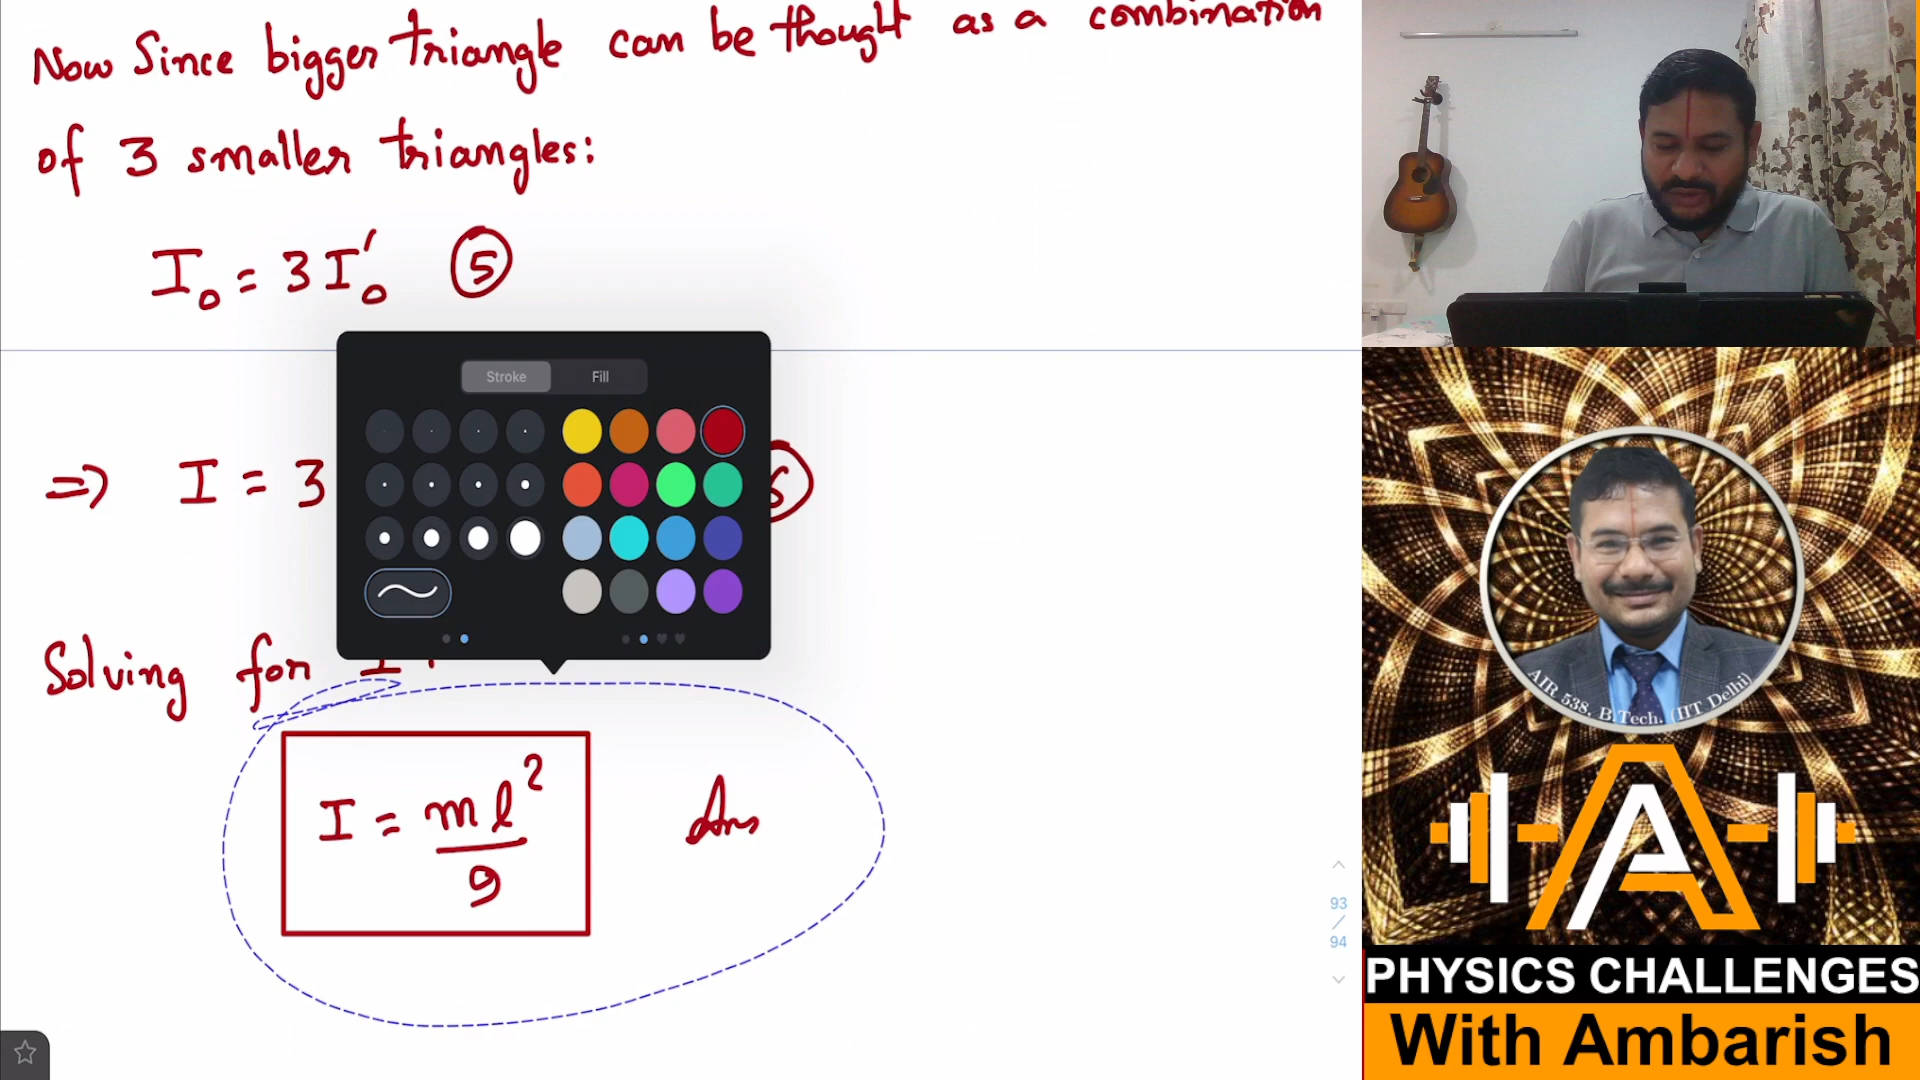 Now Since bigger triangle can be thought as a combination
of 3 smaller triangles:
I₀ = 3I₀′ ⑤
Stroke Fill
⇒ I = 3 ⑥
Solving for I:
I = ml²/9 Ans
93
/
94
AIR 538, B.Tech. (IIT Delhi)
A
PHYSICS CHALLENGES
With Ambarish